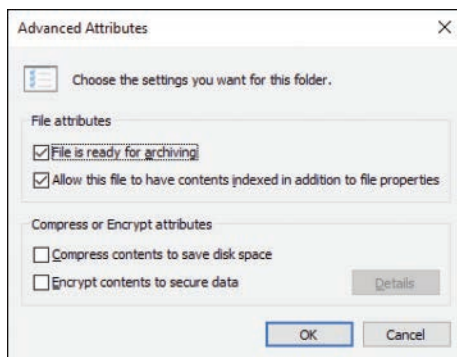 Advanced Attributes
Choose the settings you want for this folder.
File attributes
File is ready for archiving
Allow this file to have contents indexed in addition to file properties
Compress or Encrypt attributes
Compress contents to save disk space
Encrypt contents to secure data
Details
OK
Cancel